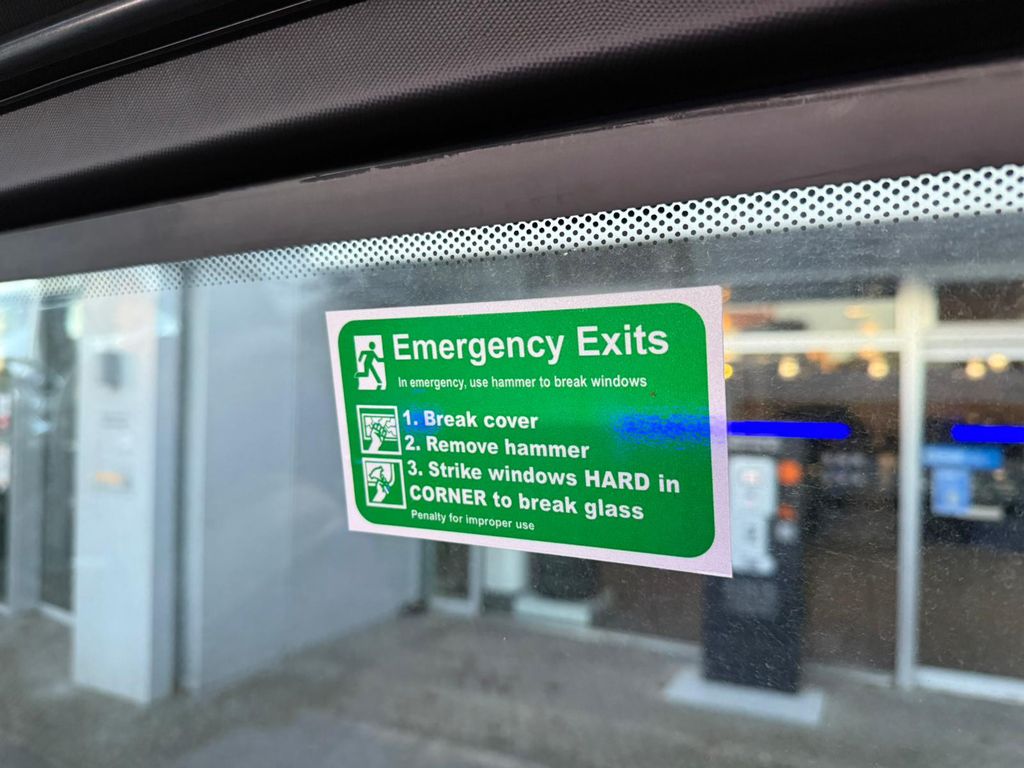 Emergency Exits
In emergency, use hammer to break windows
1. Break cover
2. Remove hammer
3. Strike windows HARD in
CORNER to break glass
Penalty for improper use